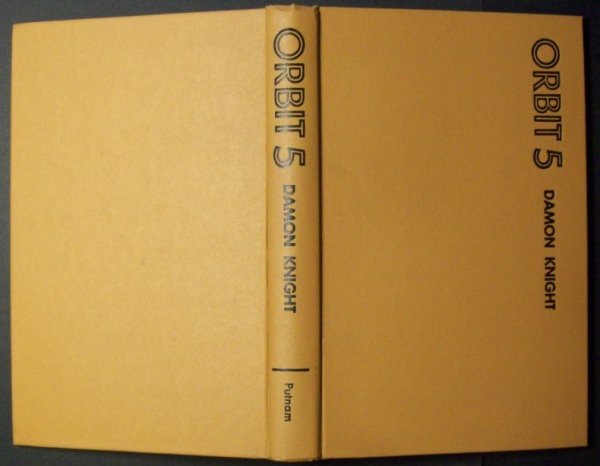 ORBIT 5 DAMON KNIGHT Putnam
ORBIT 5 DAMON KNIGHT